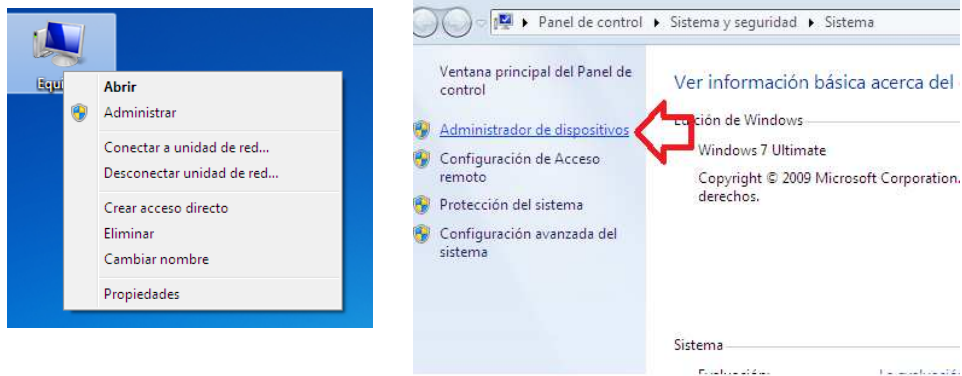 Abrir
Administrar
Conectar a unidad de red...
Desconectar unidad de red...
Crear acceso directo
Eliminar
Cambiar nombre
Propiedades
Panel de control ▸ Sistema y seguridad ▸ Sistema
Ventana principal del Panel de
control
Administrador de dispositivos
Configuración de Acceso
remoto
Protección del sistema
Configuración avanzada del
sistema
Ver información básica acerca del
Edición de Windows
Windows 7 Ultimate
Copyright © 2009 Microsoft Corporation.
derechos.
Sistema